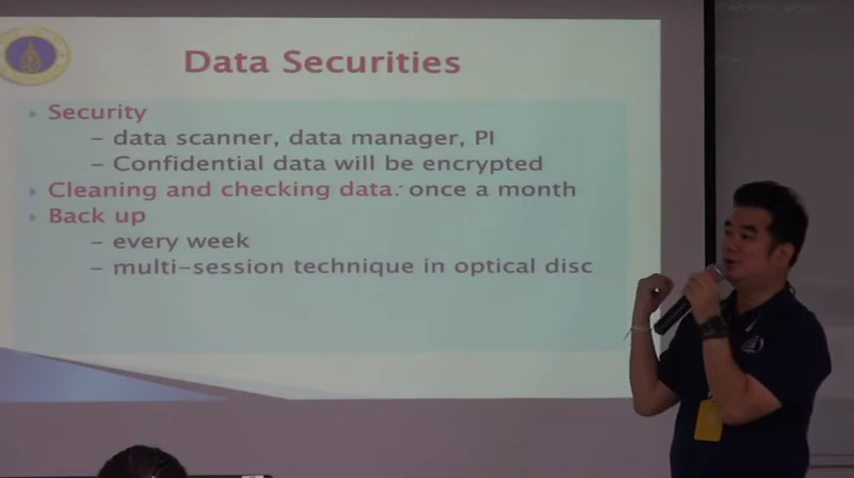 Data Securities
Security
– data scanner, data manager, PI
– Confidential data will be encrypted
Cleaning and checking data: once a month
Back up
– every week
– multi-session technique in optical disc